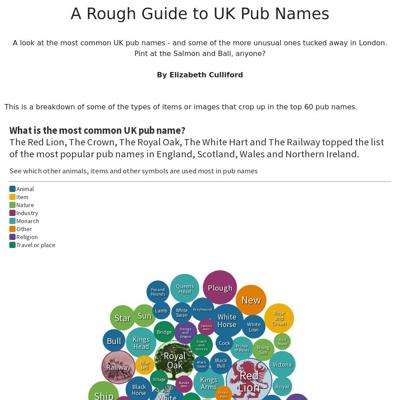 A Rough Guide to UK Pub Names
A look at the most common UK pub names - and some of the more unusual ones tucked away in London.
Pint at the Salmon and Ball, anyone?
By Elizabeth Culliford
This is a breakdown of some of the types of items or images that crop up in the top 60 pub names.
What is the most common UK pub name?
The Red Lion, The Crown, The Royal Oak, The White Hart and The Railway topped the
list of the most popular pub names in England, Scotland, Wales and Northern Ireland.
See which other animals, items and other symbols are used most in pub names
Animal
Item
Nature
Industry
Monarch
Other
Religion
Travel or place
Queens
Head
Plough
New
Lamb
White
Swan
Star
Sun
White
Horse
White
Lion
Rose
and
Crown
Bull
Kings
Head
Bridge
Cock
Rising
Sun
Victoria
Railway
Royal
Oak
Black
Bull
Red
Lion
Royal
Kings
Arms
Black
Horse
Ship
White